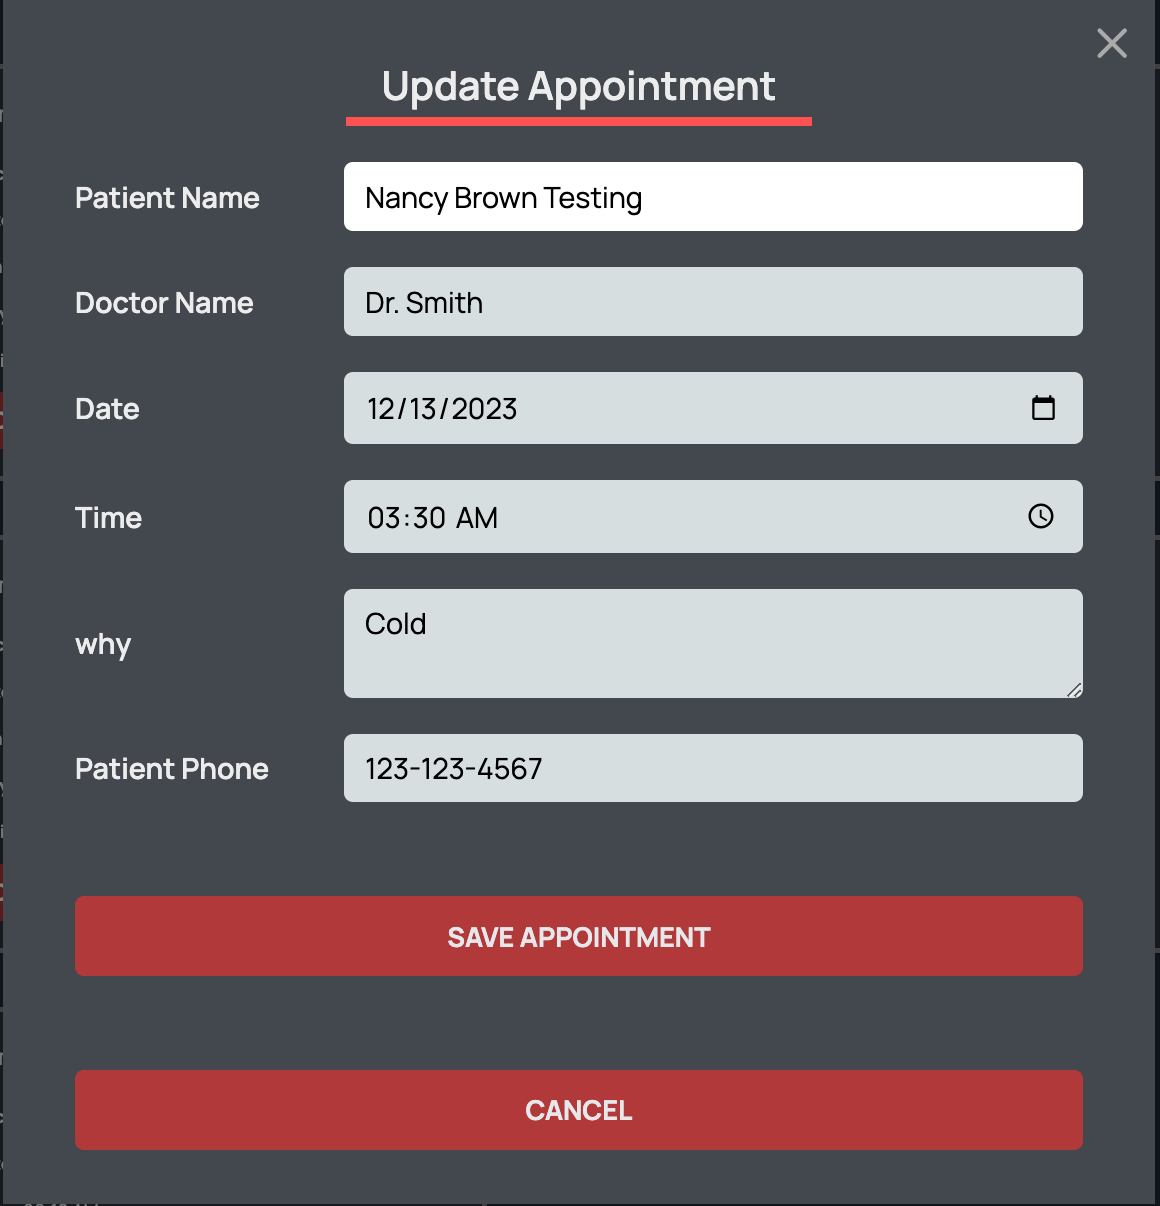 Update Appointment
Patient Name
Nancy Brown Testing
Doctor Name
Dr. Smith
Date
12/13/2023
Time
03:30 AM
why
Cold
Patient Phone
123-123-4567
SAVE APPOINTMENT
CANCEL